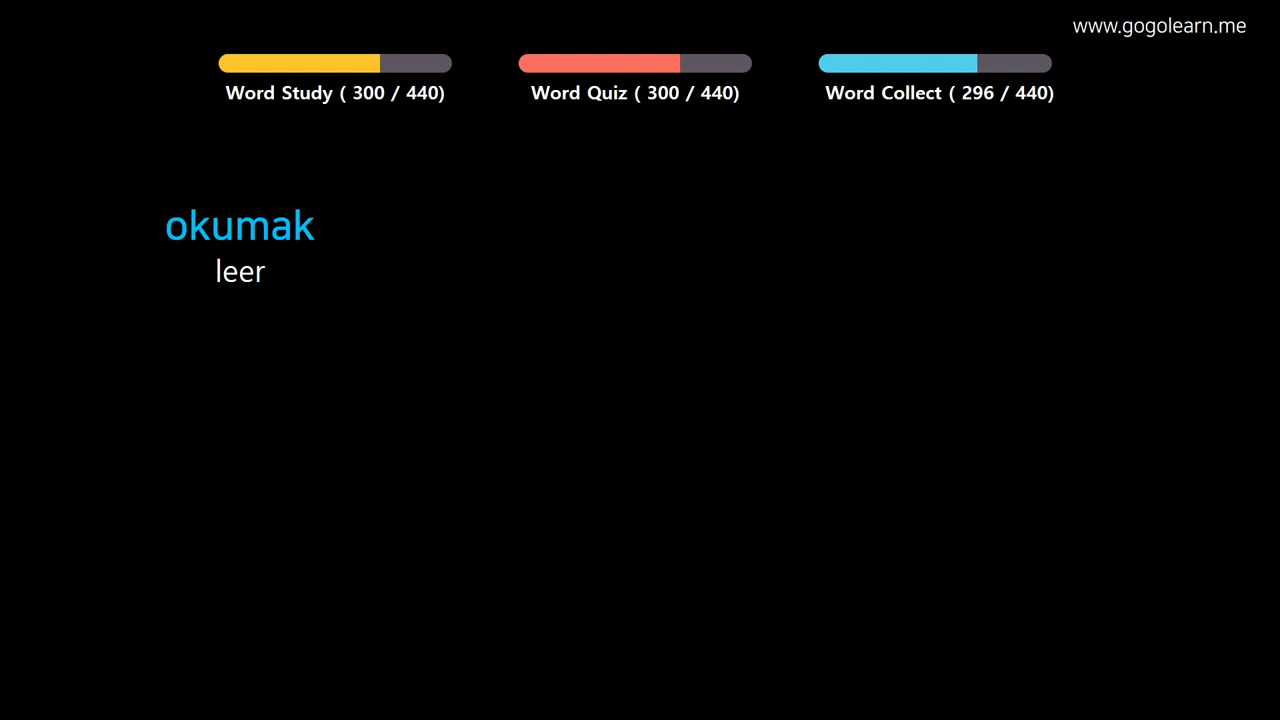 www.gogolearn.me
Word Study ( 300 / 440)
Word Quiz ( 300 / 440)
Word Collect ( 296 / 440)
okumak
leer